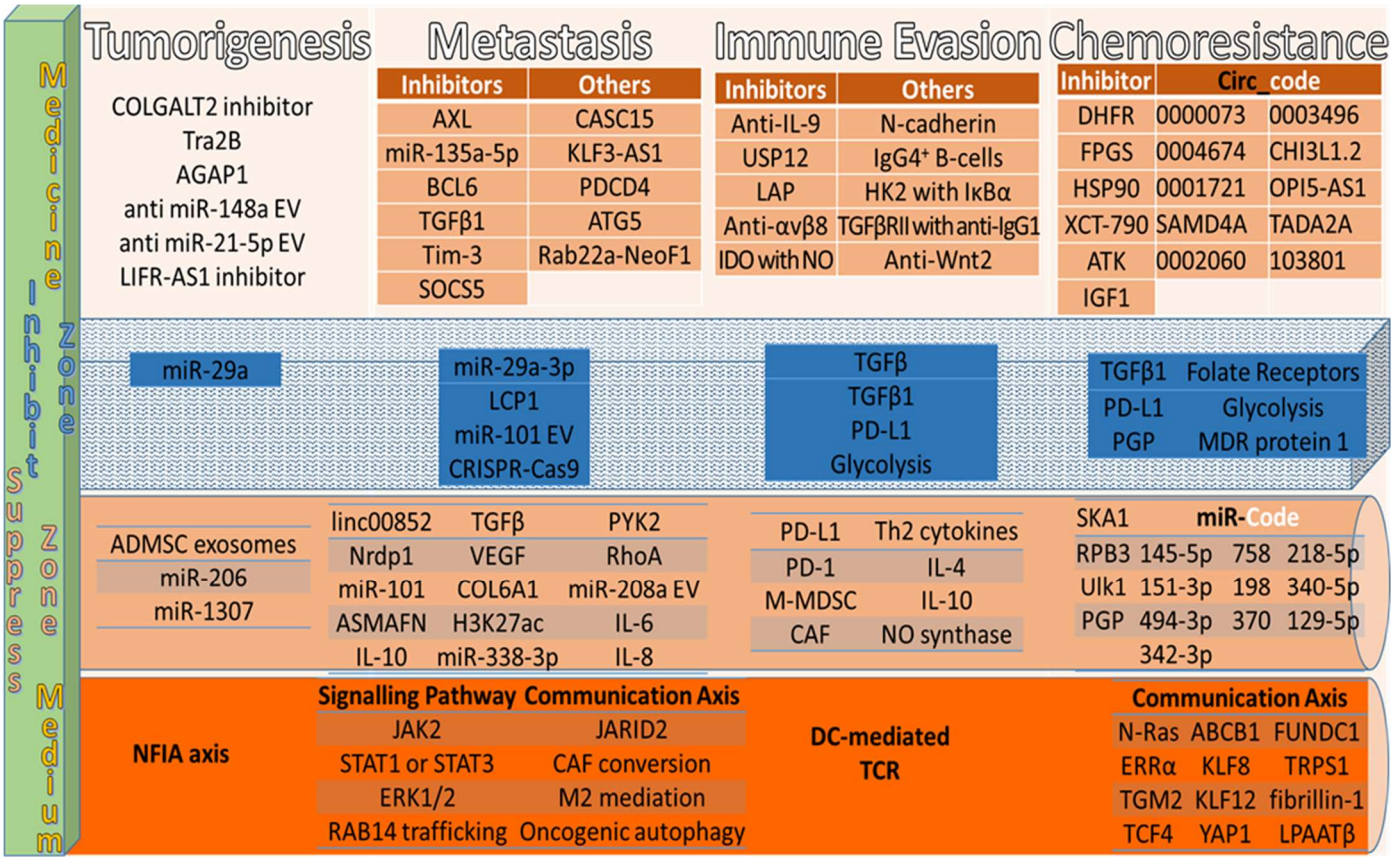 Medicine
Inhibit Zone
Suppress Zone
Medium
Tumorigenesis
COLGALT2 inhibitor
Tra2B
AGAP1
anti miR-148a EV
anti miR-21-5p EV
LIFR-AS1 inhibitor
Metastasis
Inhibitors Others
AXL CASC15
miR-135a-5p KLF3-AS1
BCL6 PDCD4
TGFβ1 ATG5
Tim-3 Rab22a-NeoF1
SOCS5
Immune Evasion
Inhibitors Others
Anti-IL-9 N-cadherin
USP12 IgG4⁺ B-cells
LAP HK2 with IκBα
Anti-αvβ8 TGFβRII with anti-IgG1
IDO with NO Anti-Wnt2
Chemoresistance
Inhibitor Circ_code
DHFR 0000073 0003496
FPGS 0004674 CHI3L1.2
HSP90 0001721 OPI5-AS1
XCT-790 SAMD4A TADA2A
ATK 0002060 103801
IGF1
miR-29a
miR-29a-3p
LCP1
miR-101 EV
CRISPR-Cas9
TGFβ
TGFβ1
PD-L1
Glycolysis
TGFβ1 Folate Receptors
PD-L1 Glycolysis
PGP MDR protein 1
ADMSC exosomes
miR-206
miR-1307
linc00852 TGFβ PYK2
Nrdp1 VEGF RhoA
miR-101 COL6A1 miR-208a EV
ASMAFN H3K27ac IL-6
IL-10 miR-338-3p IL-8
PD-L1 Th2 cytokines
PD-1 IL-4
M-MDSC IL-10
CAF NO synthase
SKA1 miR-Code
RPB3 145-5p 758 218-5p
Ulk1 151-3p 198 340-5p
PGP 494-3p 370 129-5p
342-3p
NFIA axis
Signalling Pathway Communication Axis
JAK2 JARID2
STAT1 or STAT3 CAF conversion
ERK1/2 M2 mediation
RAB14 trafficking Oncogenic autophagy
DC-mediated
TCR
Communication Axis
N-Ras ABCB1 FUNDC1
ERRα KLF8 TRPS1
TGM2 KLF12 fibrillin-1
TCF4 YAP1 LPAATβ